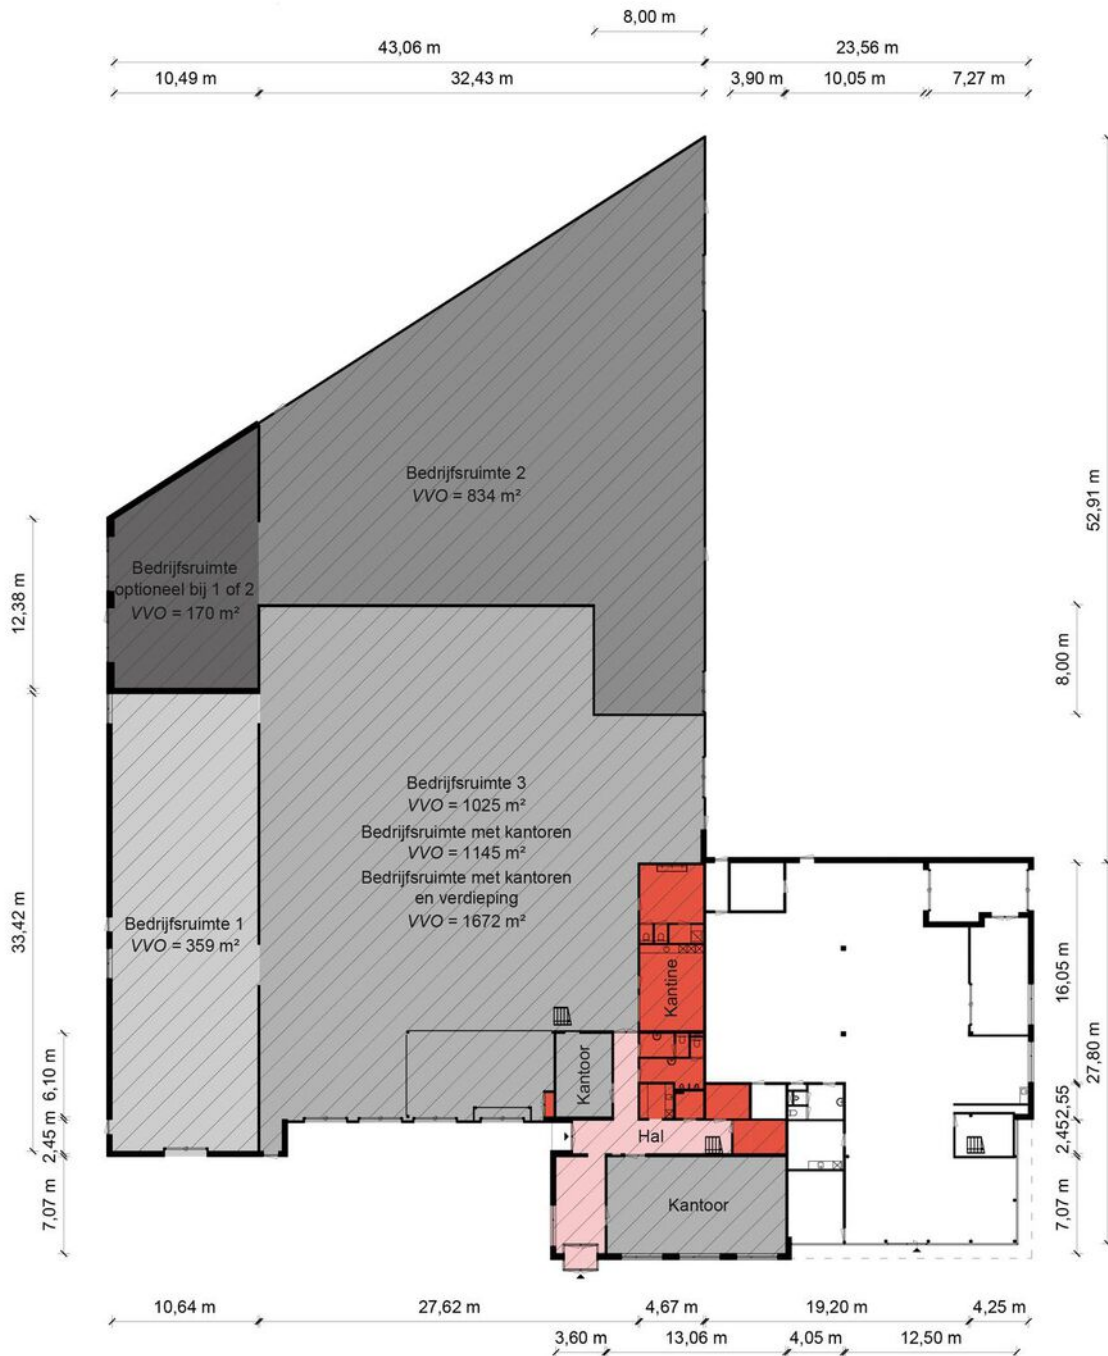 8,00 m
43,06 m
23,56 m
10,49 m
32,43 m
3,90 m
10,05 m
7,27 m
52,91 m
Bedrijfsruimte 2
VVO = 834 m²
Bedrijfsruimte
optioneel bij 1 of 2
VVO = 170 m²
12,38 m
8,00 m
Bedrijfsruimte 3
VVO = 1025 m²
Bedrijfsruimte met kantoren
VVO = 1145 m²
Bedrijfsruimte met kantoren
en verdieping
VVO = 1672 m²
Bedrijfsruimte 1
VVO = 359 m²
33,42 m
Kantine
16,05 m
27,80 m
6,10 m
Kantoor
2,55
2,45 m
Hal
2,45
7,07 m
Kantoor
7,07 m
10,64 m
27,62 m
4,67 m
19,20 m
4,25 m
3,60 m
13,06 m
4,05 m
12,50 m